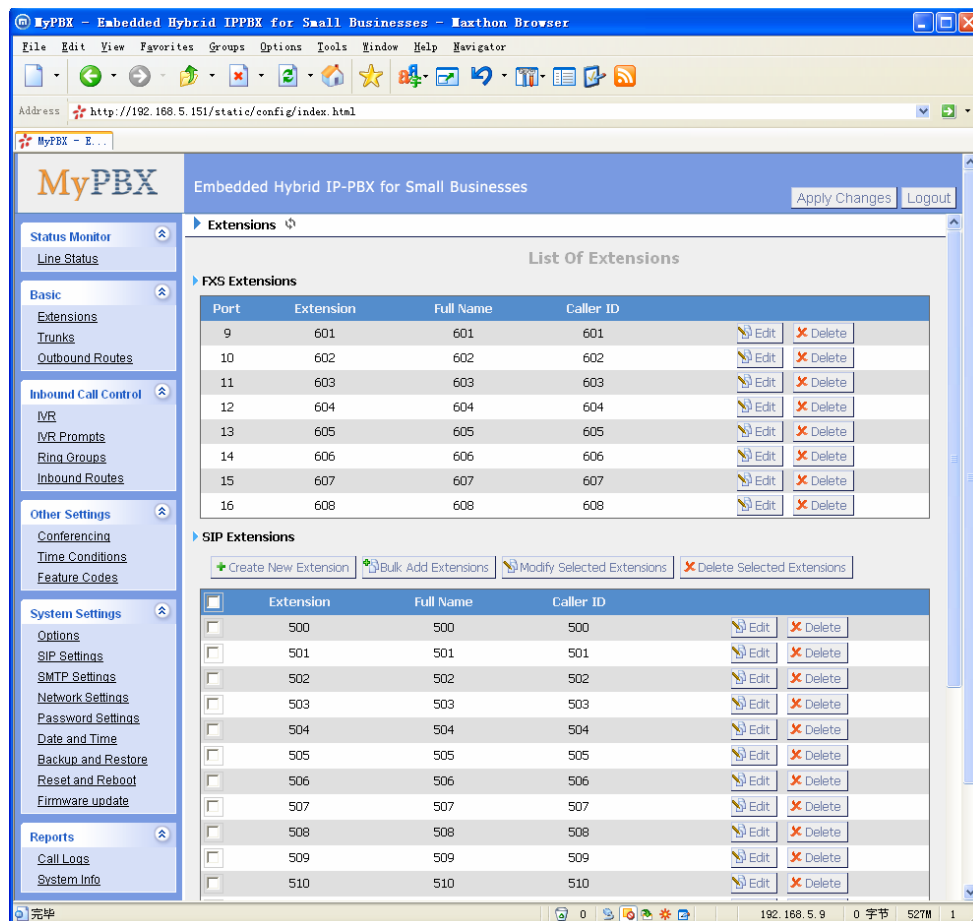 MyPBX - Embedded Hybrid IPPBX for Small Businesses - Maxthon Browser
File Edit View Favorites Groups Options Tools Window Help Navigator
Address http://192.168.5.151/static/config/index.html
MyPBX - E...
MyPBX
Embedded Hybrid IP-PBX for Small Businesses
Apply Changes Logout
Status Monitor
Line Status
Basic
Extensions
Trunks
Outbound Routes
Inbound Call Control
IVR
IVR Prompts
Ring Groups
Inbound Routes
Other Settings
Conferencing
Time Conditions
Feature Codes
System Settings
Options
SIP Settings
SMTP Settings
Network Settings
Password Settings
Date and Time
Backup and Restore
Reset and Reboot
Firmware update
Reports
Call Logs
System Info
Extensions
List Of Extensions
FXS Extensions
Port Extension Full Name Caller ID
9 601 601 601 Edit Delete
10 602 602 602 Edit Delete
11 603 603 603 Edit Delete
12 604 604 604 Edit Delete
13 605 605 605 Edit Delete
14 606 606 606 Edit Delete
15 607 607 607 Edit Delete
16 608 608 608 Edit Delete
SIP Extensions
Create New Extension Bulk Add Extensions Modify Selected Extensions Delete Selected Extensions
Extension Full Name Caller ID
500 500 500 Edit Delete
501 501 501 Edit Delete
502 502 502 Edit Delete
503 503 503 Edit Delete
504 504 504 Edit Delete
505 505 505 Edit Delete
506 506 506 Edit Delete
507 507 507 Edit Delete
508 508 508 Edit Delete
509 509 509 Edit Delete
510 510 510 Edit Delete
完毕 0 192.168.5.9 0 字节 527M 1